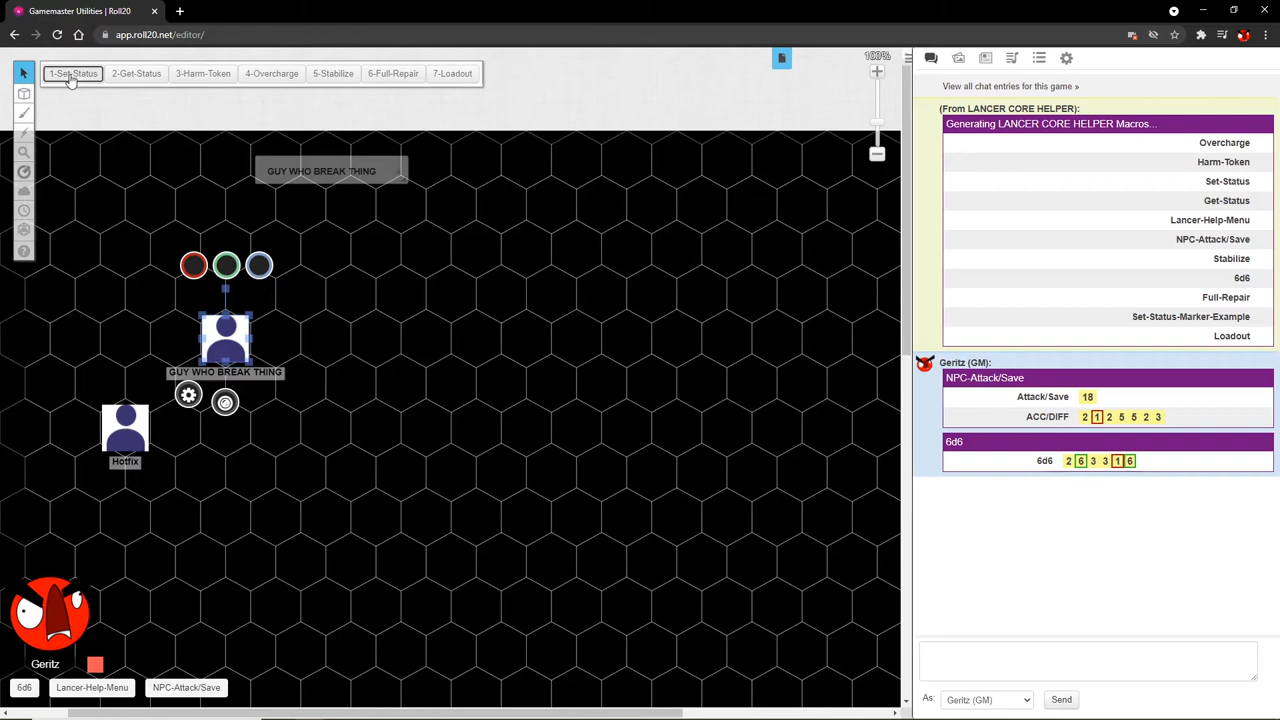 Gamemaster Utilities | Roll20
app.roll20.net/editor/
1-Set-Status 2-Get-Status 3-Harm-Token 4-Overcharge 5-Stabilize 6-Full-Repair 7-Loadout
100%
GUY WHO BREAK THING
GUY WHO BREAK THING
Hotfix
Geritz
6d6 Lancer-Help-Menu NPC-Attack/Save
View all chat entries for this game »
(From LANCER CORE HELPER):
Generating LANCER CORE HELPER Macros...
Overcharge
Harm-Token
Set-Status
Get-Status
Lancer-Help-Menu
NPC-Attack/Save
Stabilize
6d6
Full-Repair
Set-Status-Marker-Example
Loadout
Geritz (GM):
NPC-Attack/Save
Attack/Save 18
ACC/DIFF 2 1 2 5 5 2 3
6d6
6d6 2 6 3 3 1 6
As: Geritz (GM) Send